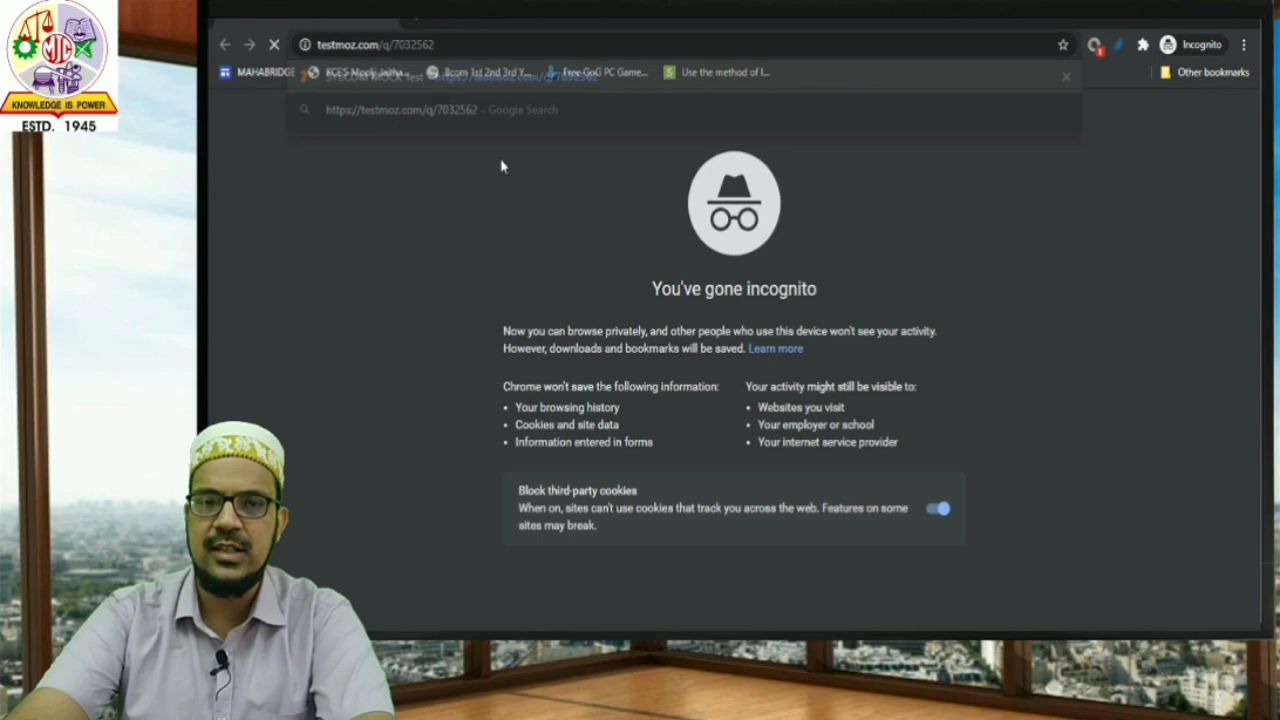 MJC
KNOWLEDGE IS POWER
ESTD. 1945
testmoz.com/q/7032562
Incognito
MAHABRIDGE
Bcom 1st 2nd 3rd Y...
Free GoG PC Game...
Use the method of l...
Other bookmarks
https://testmoz.com/q/7032562 - Google Search
You've gone incognito
Now you can browse privately, and other people who use this device won't see your activity.
However, downloads and bookmarks will be saved. Learn more
Chrome won't save the following information:
• Your browsing history
• Cookies and site data
• Information entered in forms
Your activity might still be visible to:
• Websites you visit
• Your employer or school
• Your internet service provider
Block third-party cookies
When on, sites can't use cookies that track you across the web. Features on some
sites may break.